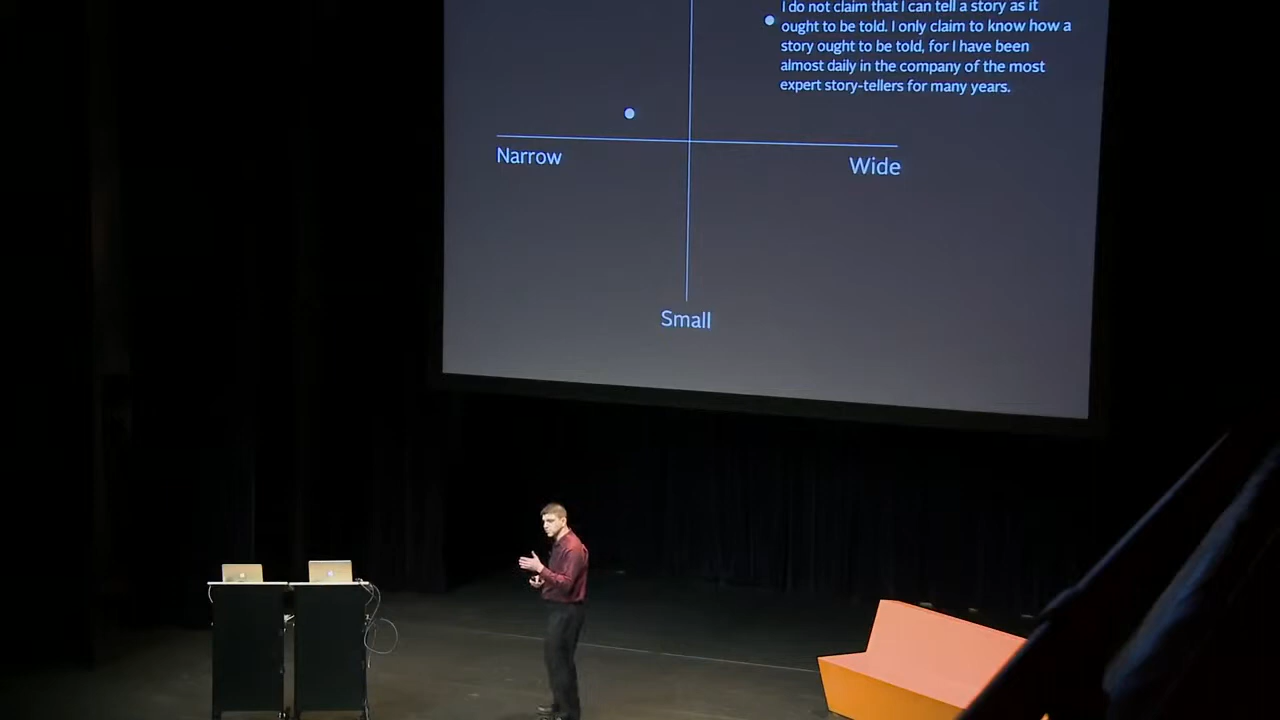 I do not claim that I can tell a story as it
ought to be told. I only claim to know how a
story ought to be told, for I have been
almost daily in the company of the most
expert story-tellers for many years.
Narrow
Wide
Small